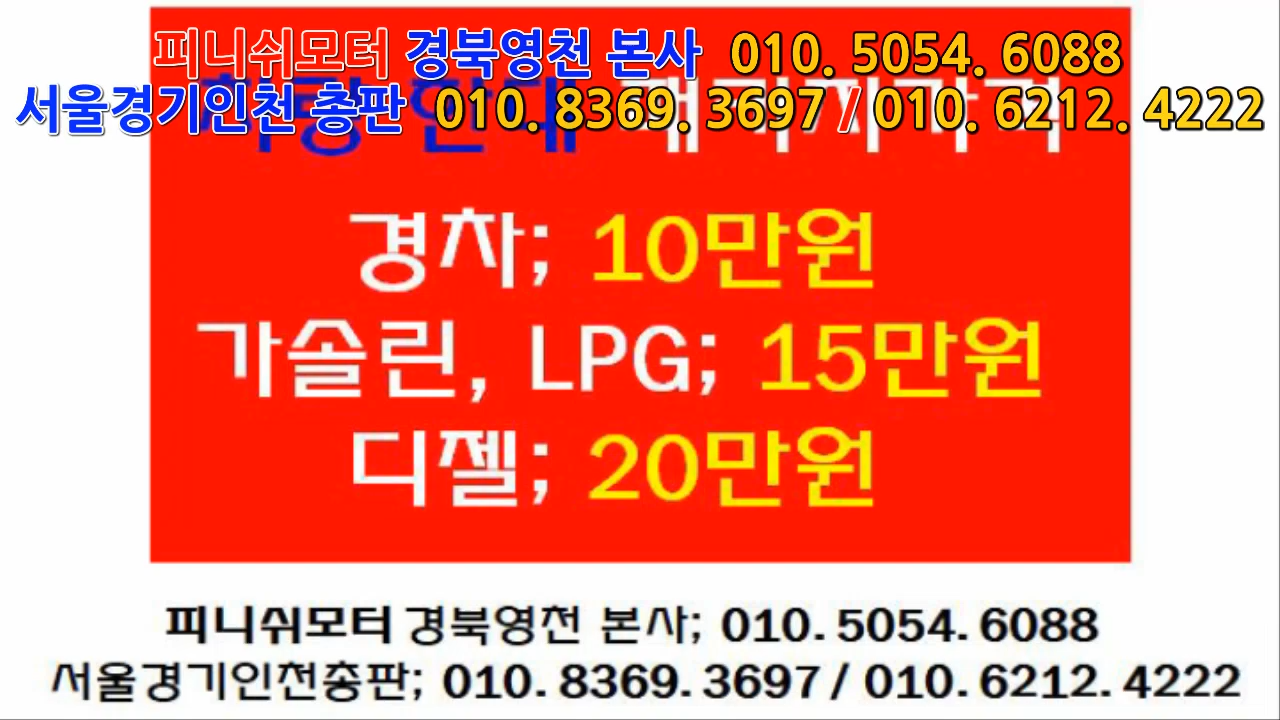 피니쉬모터 경북영천 본사 010. 5054. 6088
서울경기인천 총판 010. 8369. 3697 / 010. 6212. 4222
경차; 10만원
가솔린, LPG; 15만원
디젤; 20만원
피니쉬모터 경북영천 본사; 010. 5054. 6088
서울경기인천총판; 010. 8369. 3697 / 010. 6212. 4222